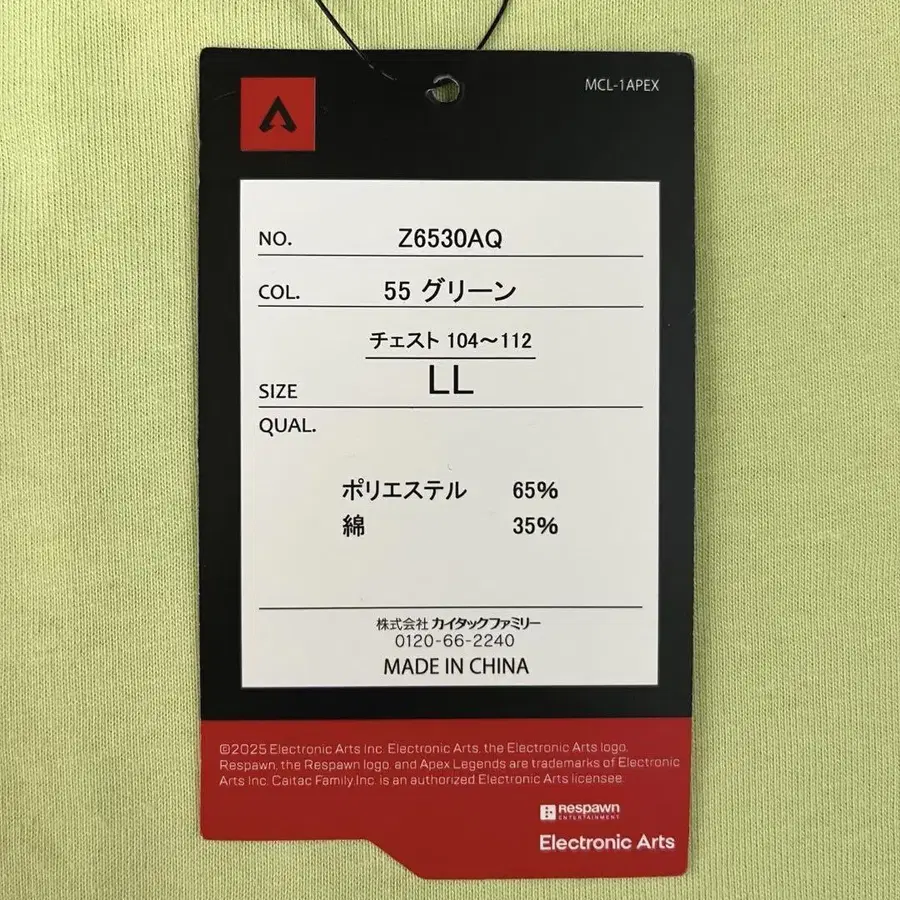 MCL-1APEX
NO. Z6530AQ
COL. 55 グリーン
チェスト 104〜112
SIZE LL
QUAL.
ポリエステル 65%
綿 35%
株式会社 カイタックファミリー
0120-66-2240
MADE IN CHINA
©2025 Electronic Arts Inc. Electronic Arts, the Electronic Arts logo,
Respawn, the Respawn logo, and Apex Legends are trademarks of Electronic
Arts Inc. Caitac Family.Inc. is an authorized Electronic Arts licensee.
Respawn
ENTERTAINMENT
Electronic Arts